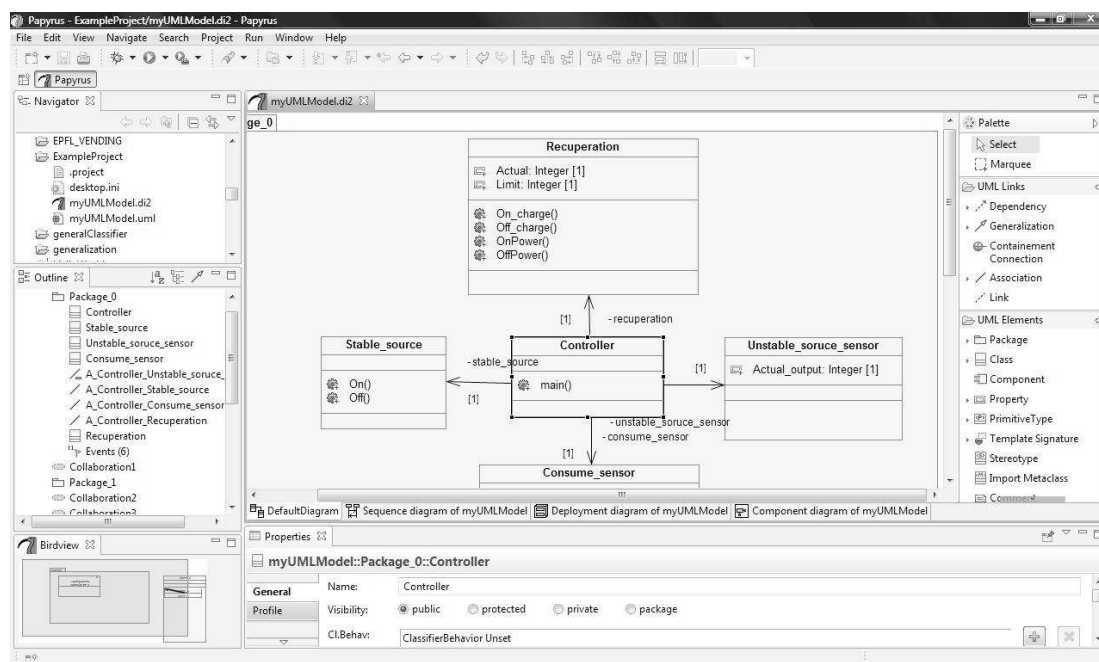 Papyrus - ExampleProject/myUMLModel.di2 - Papyrus
File Edit View Navigate Search Project Run Window Help
Papyrus
Navigator
EPFL_VENDING
ExampleProject
.project
desktop.ini
myUMLModel.di2
myUMLModel.uml
generalClassifier
generalization
Outline
Package_0
Controller
Stable_source
Unstable_soruce_sensor
Consume_sensor
A_Controller_Unstable_soruce_
A_Controller_Stable_source
A_Controller_Consume_sensor
A_Controller_Recuperation
Recuperation
Events (6)
Collaboration1
Package_1
Collaboration2
Collaboration3
Birdview
myUMLModel.di2
ge_0
Recuperation
Actual: Integer [1]
Limit: Integer [1]
On_charge()
Off_charge()
OnPower()
OffPower()
[1] - recuperation
Stable_source
On()
Off()
- stable_source
[1]
Controller
main()
[1]
Unstable_soruce_sensor
Actual_output: Integer [1]
- unstable_soruce_sensor
- consume_sensor
[1]
Consume_sensor
DefaultDiagram Sequence diagram of myUMLModel Deployment diagram of myUMLModel Component diagram of myUMLModel
Palette
Select
Marquee
UML Links
Dependency
Generalization
Containement
Connection
Association
Link
UML Elements
Package
Class
Component
Property
PrimitiveType
Template Signature
Stereotype
Import Metaclass
Comment
Properties
myUMLModel::Package_0::Controller
General
Profile
Name: Controller
Visibility: public protected private package
Cl.Behav: ClassifierBehavior Unset